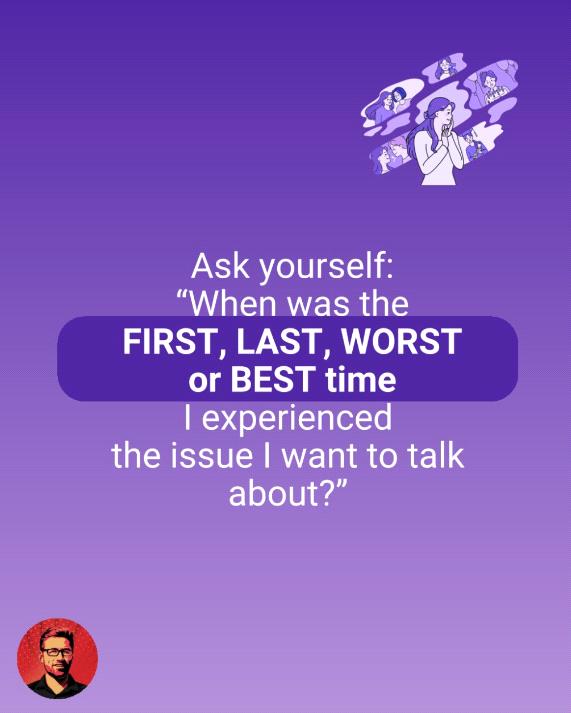 Ask yourself:
“When was the
FIRST, LAST, WORST
or BEST time
I experienced
the issue I want to talk
about?”